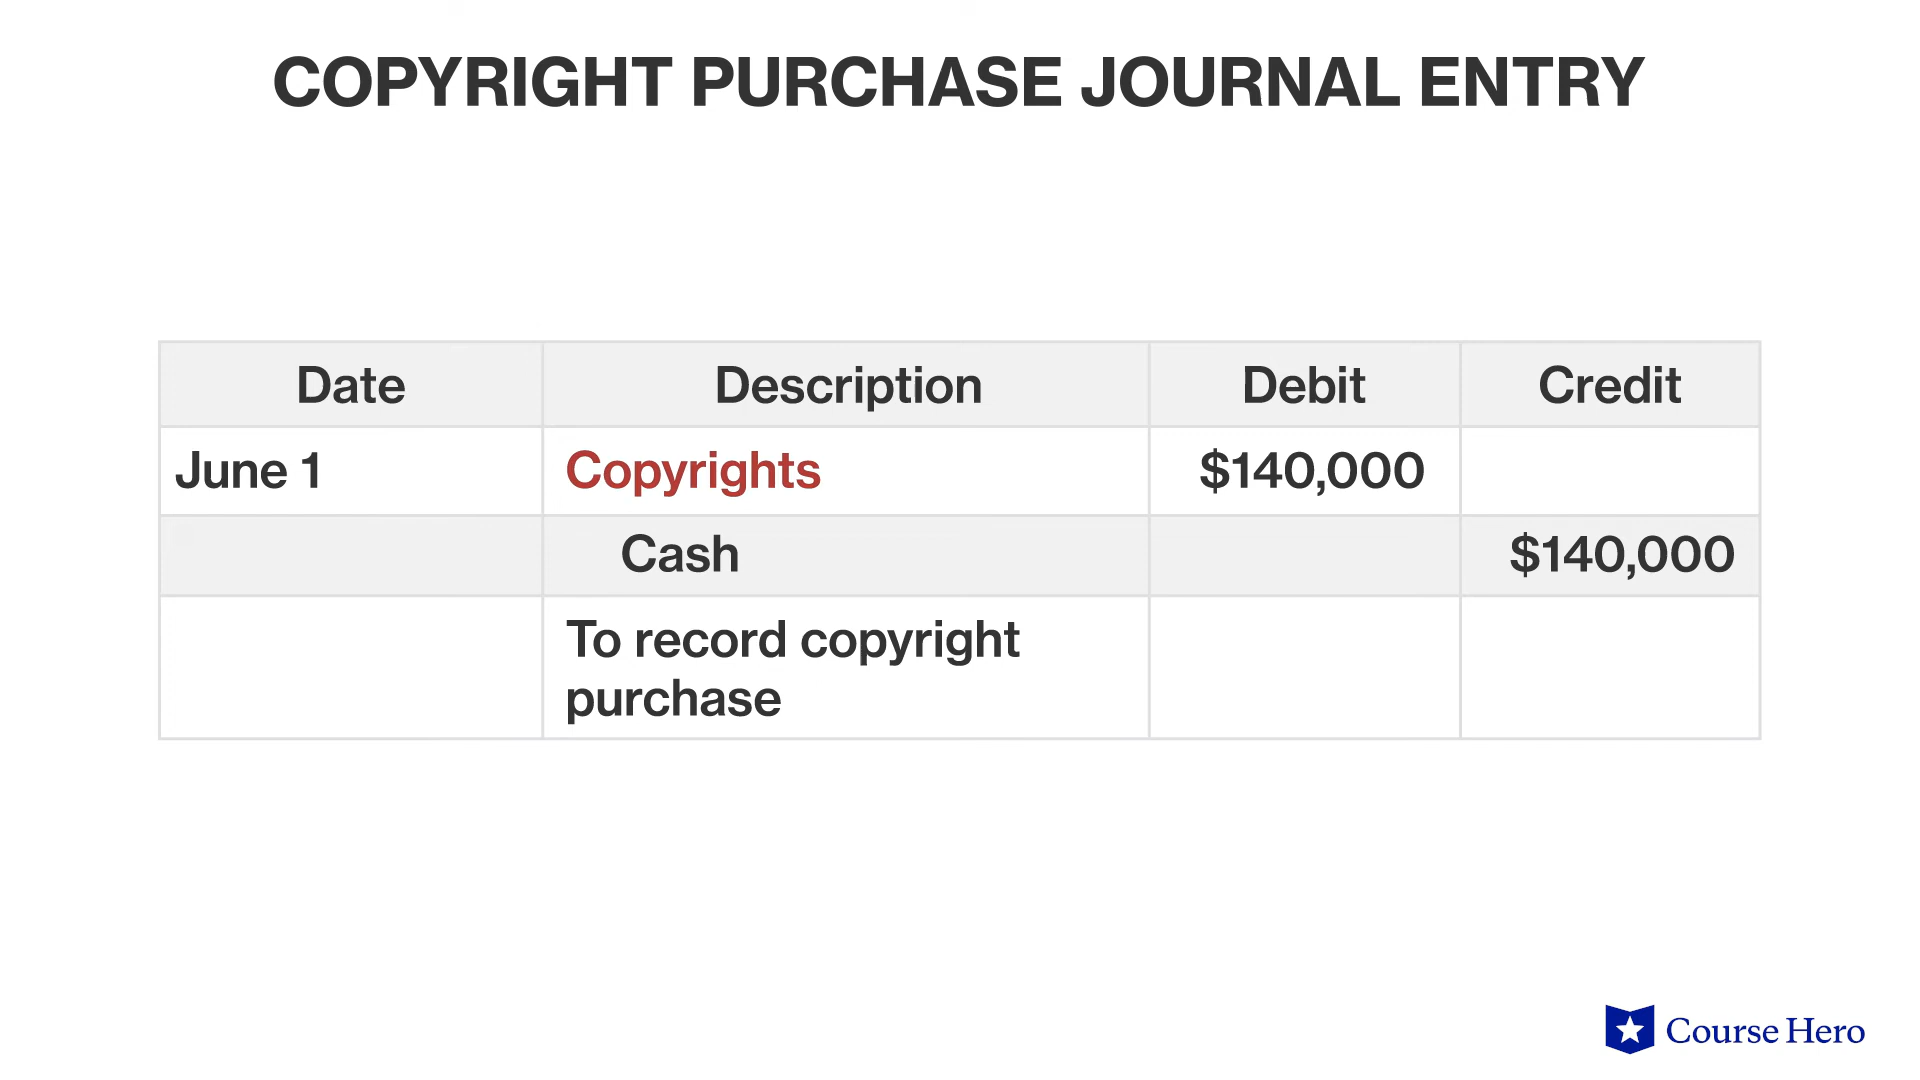 COPYRIGHT PURCHASE JOURNAL ENTRY
Date Description Debit Credit
June 1 Copyrights $140,000
Cash $140,000
To record copyright
purchase
Course Hero